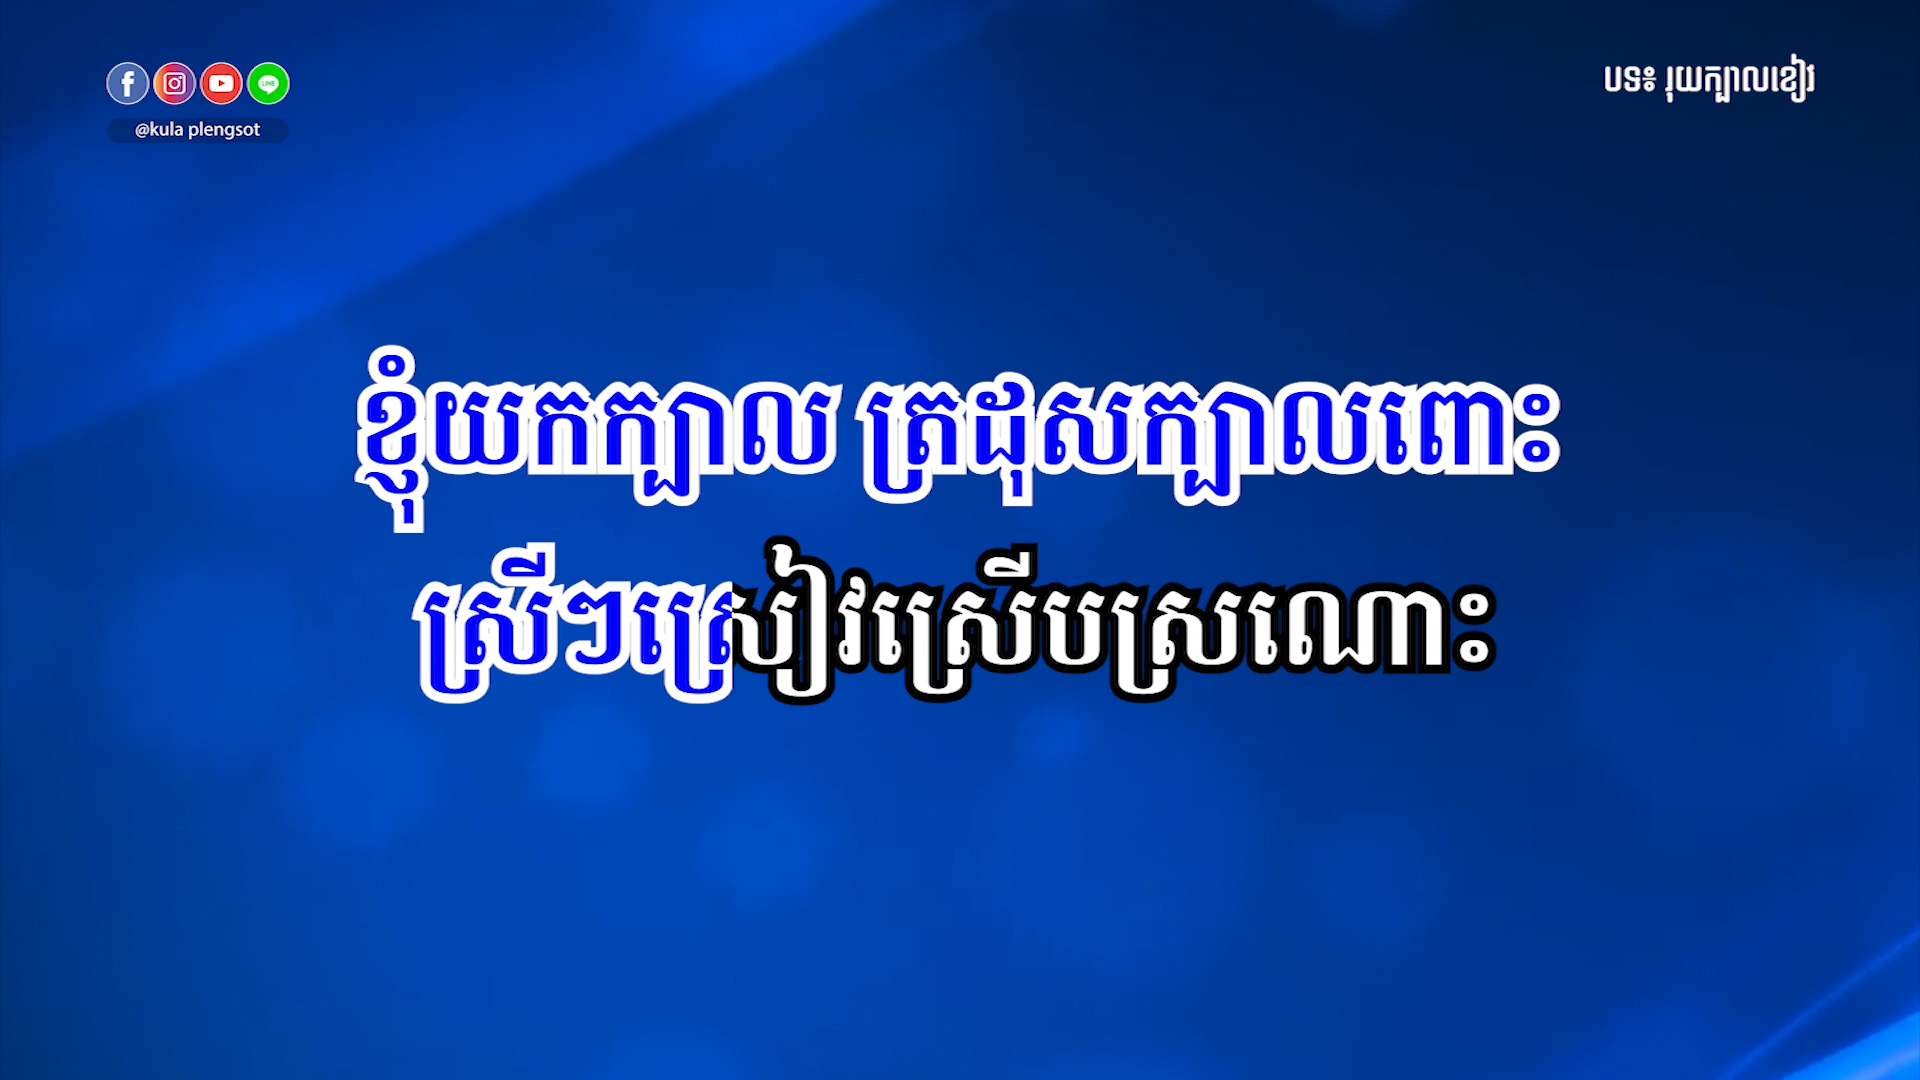 @kula plengsot
បទ៖ រុយក្បាលខៀវ
ខ្ញុំយកក្បាល ត្រដុសក្បាលពោះ
ស្រីៗស្រៀវស្រើបស្រណោះ